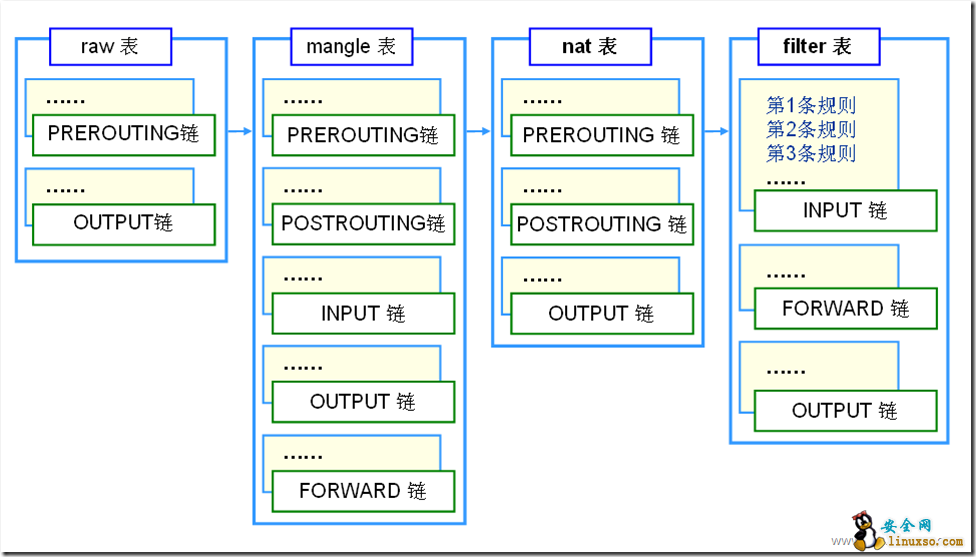 raw 表
......
PREROUTING链
......
OUTPUT链
mangle 表
......
PREROUTING链
......
POSTROUTING链
......
INPUT 链
......
OUTPUT 链
......
FORWARD 链
nat 表
......
PREROUTING 链
......
POSTROUTING 链
......
OUTPUT 链
filter 表
第1条规则
第2条规则
第3条规则
......
INPUT 链
......
FORWARD 链
......
OUTPUT 链
安全网
linuxso.com